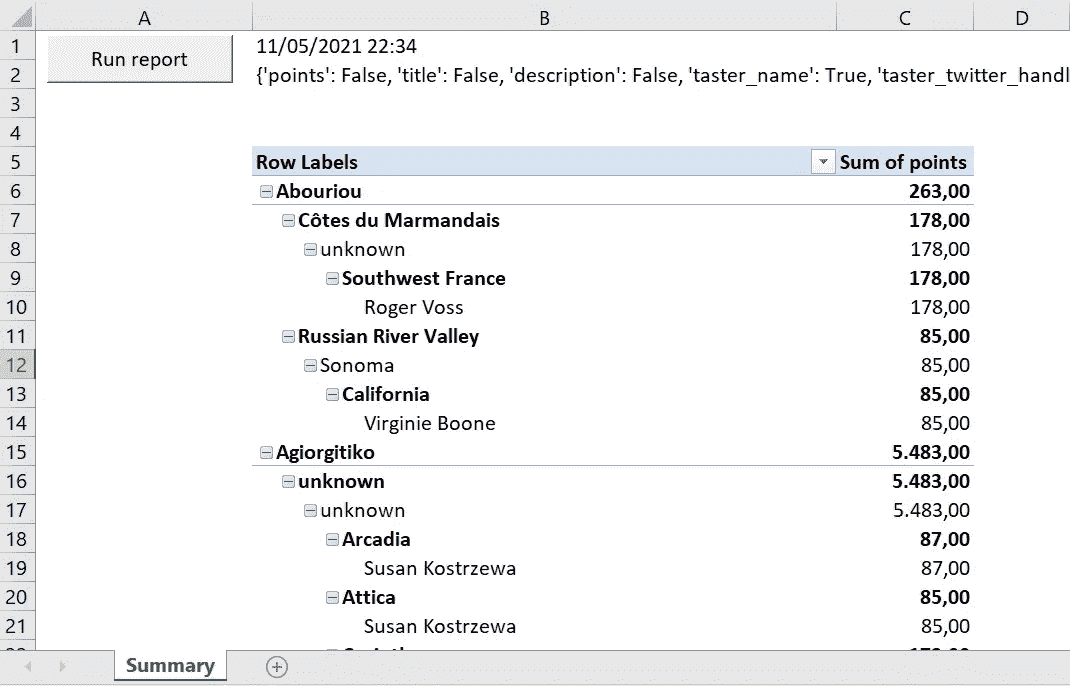 A B C D
1 Run report 11/05/2021 22:34
2 {'points': False, 'title': False, 'description': False, 'taster_name': True, 'taster_twitter_handl
3
4
5 Row Labels Sum of points
6 Abouriou 263,00
7 Côtes du Marmandais 178,00
8 unknown 178,00
9 Southwest France 178,00
10 Roger Voss 178,00
11 Russian River Valley 85,00
12 Sonoma 85,00
13 California 85,00
14 Virginie Boone 85,00
15 Agiorgitiko 5.483,00
16 unknown 5.483,00
17 unknown 5.483,00
18 Arcadia 87,00
19 Susan Kostrzewa 87,00
20 Attica 85,00
21 Susan Kostrzewa 85,00
Summary